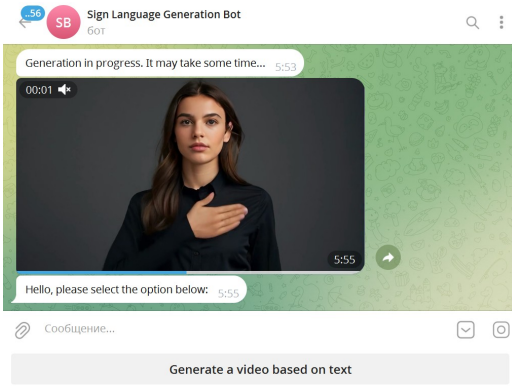 ..56
SB
Sign Language Generation Bot
бот
Generation in progress. It may take some time... 5:53
00:01
5:55
Hello, please select the option below: 5:55
Сообщение...
Generate a video based on text